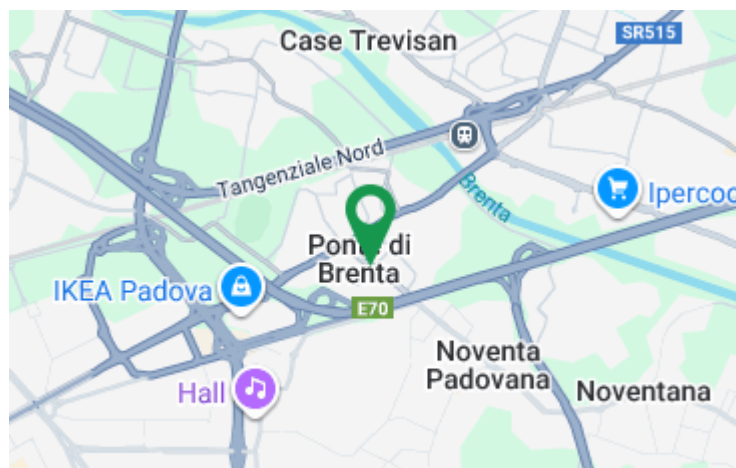 Case Trevisan
SR515
Tangenziale Nord
Brenta
Ipercoo
Ponte di
Brenta
IKEA Padova
E70
Noventa
Padovana
Noventana
Hall